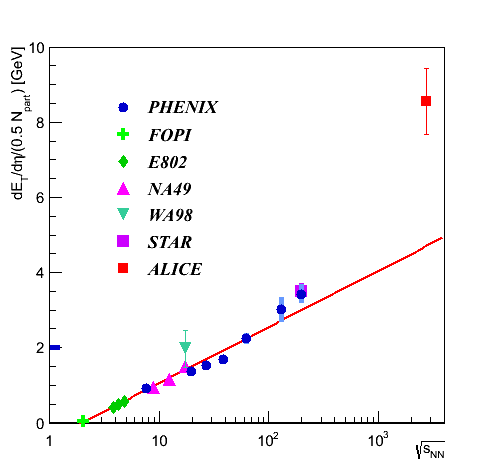 dE_T/dη/(0.5 N_part) [GeV]
10
8
6
4
2
0
PHENIX
FOPI
E802
NA49
WA98
STAR
ALICE
1 10 10² 10³
√s_NN